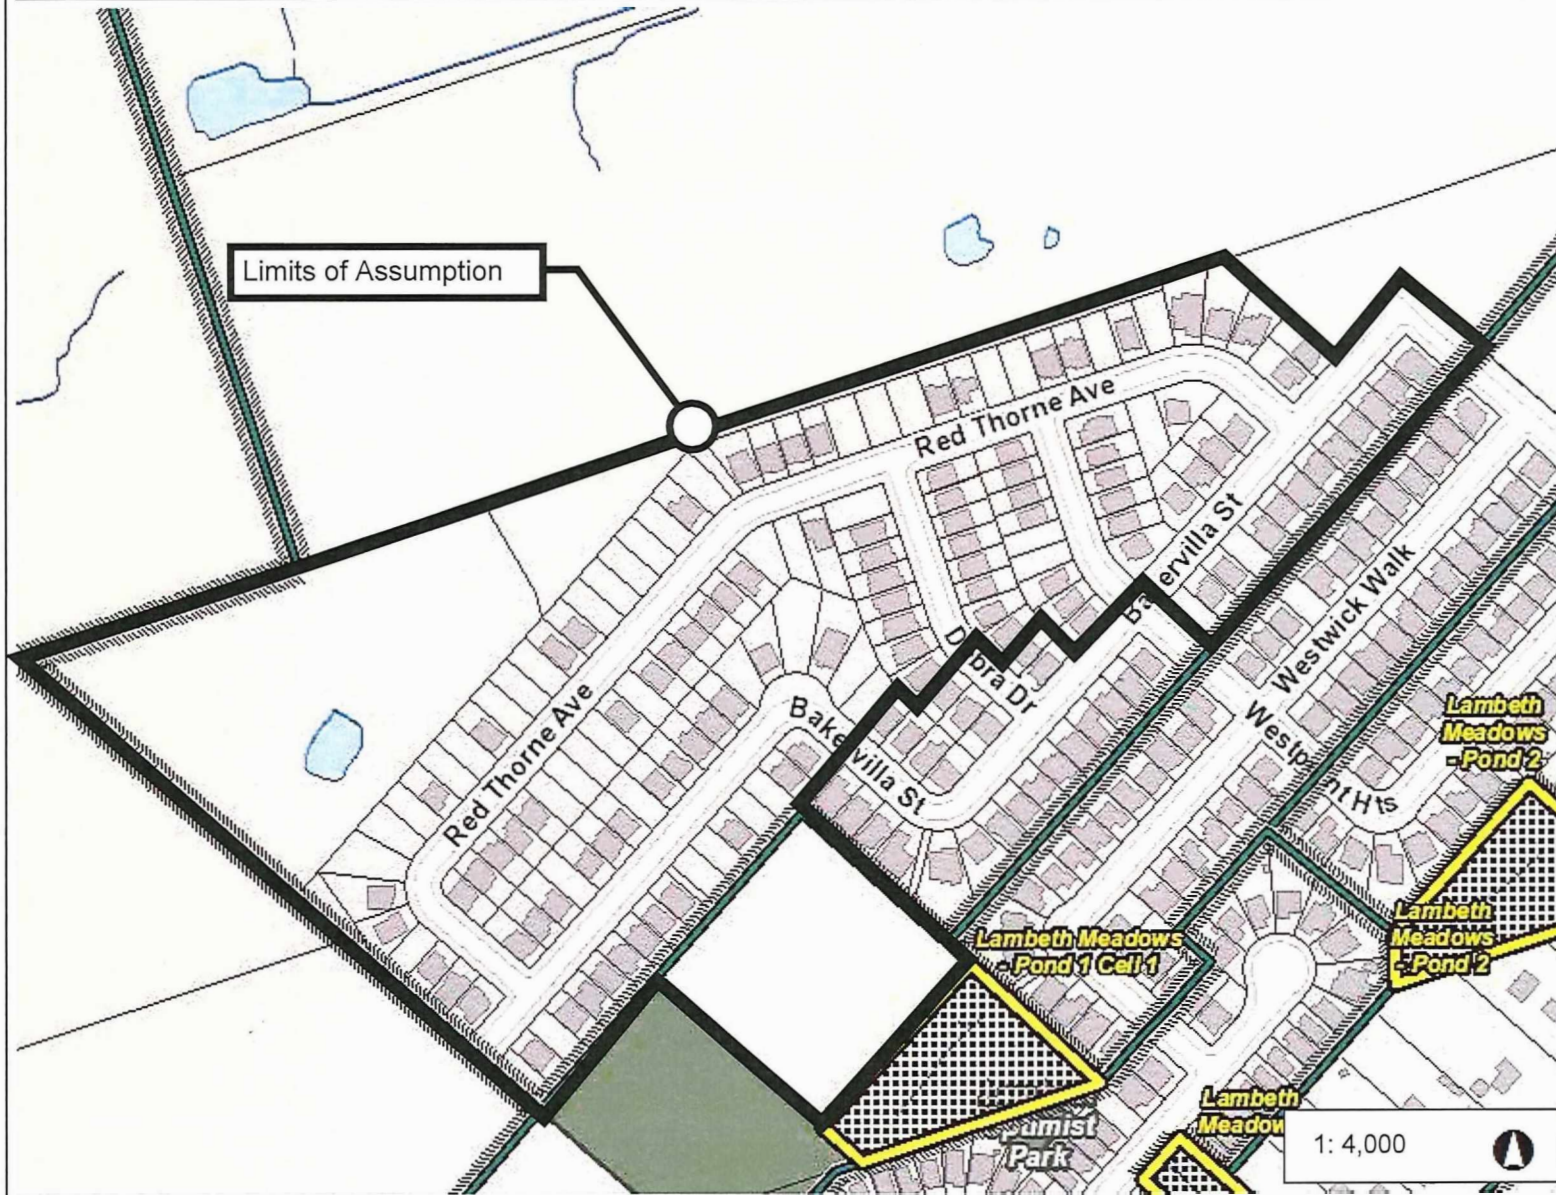 Limits of Assumption
Red Thorne Ave
Bakervilla St
Westwick Walk
Debra Dr
Red Thorne Ave
Bakervilla St
Westpoint Hts
Lambeth
Meadows
- Pond 2
Lambeth
Meadows
- Pond 2
Lambeth Meadows
- Pond 1 Cell 1
Park
Lambeth
Meadow
1: 4,000